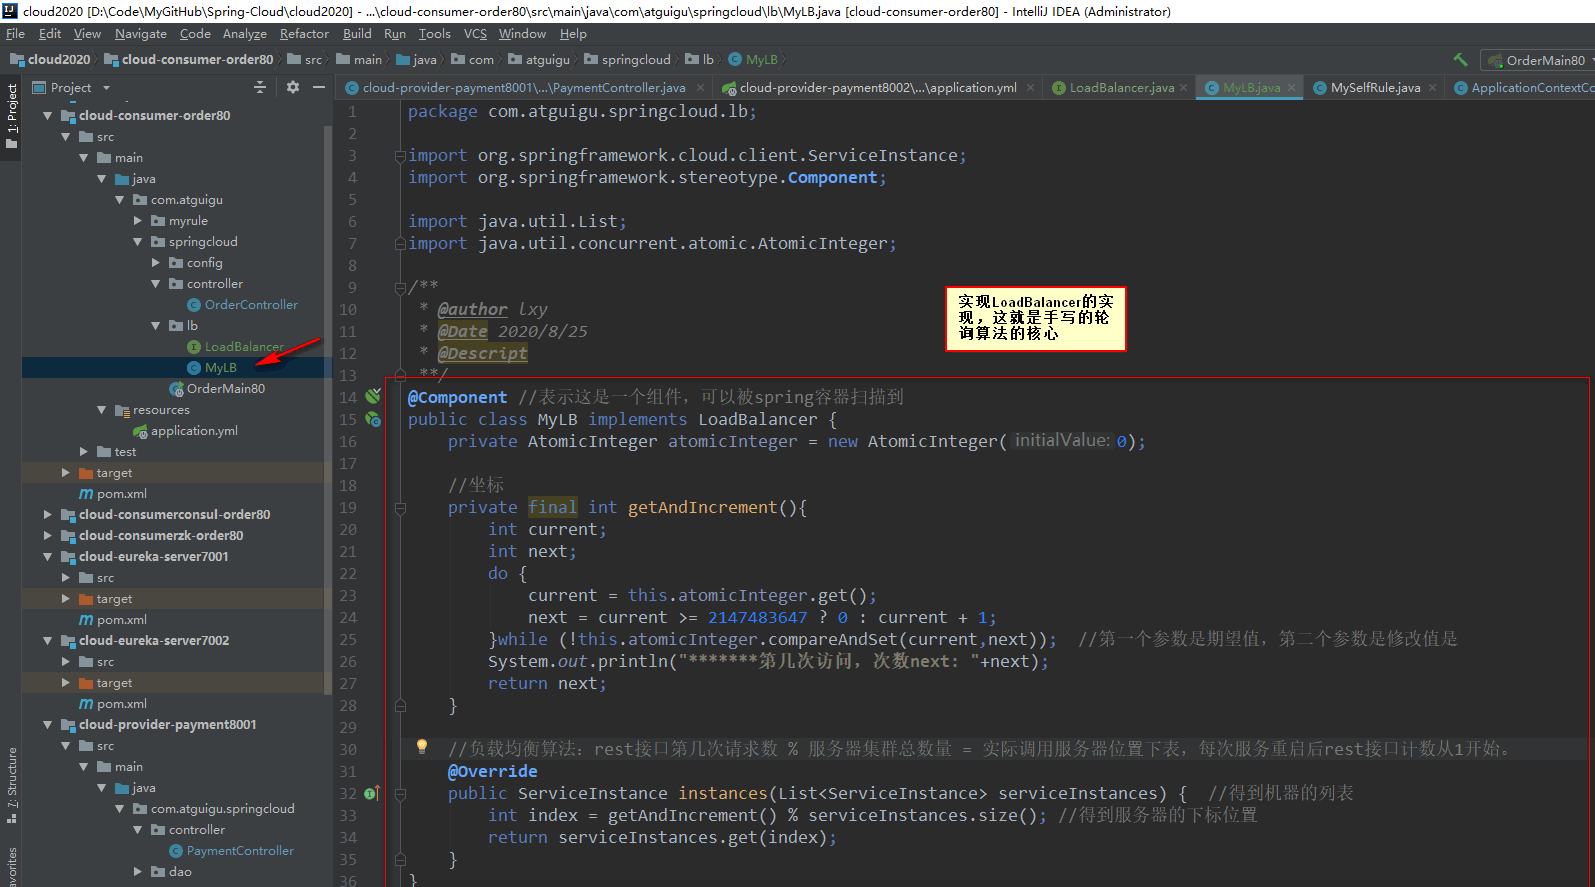 cloud2020 [D:\Code\MyGitHub\Spring-Cloud\cloud2020] - ...\cloud-consumer-order80\src\main\java\com\atguigu\springcloud\lb\MyLB.java [cloud-consumer-order80] - IntelliJ IDEA (Administrator)
File Edit View Navigate Code Analyze Refactor Build Run Tools VCS Window Help
cloud2020 cloud-consumer-order80 src main java com atguigu springcloud lb MyLB OrderMain80
Project
cloud-provider-payment8001\...\PaymentController.java cloud-provider-payment8002\...\application.yml LoadBalancer.java MyLB.java MySelfRule.java ApplicationContextCo
1: Project
7: Structure
avorites
cloud-consumer-order80
src
main
java
com.atguigu
myrule
springcloud
config
controller
OrderController
lb
LoadBalancer
MyLB
OrderMain80
resources
application.yml
test
target
pom.xml
cloud-consumerconsul-order80
cloud-consumerzk-order80
cloud-eureka-server7001
src
target
pom.xml
cloud-eureka-server7002
src
target
pom.xml
cloud-provider-payment8001
src
main
java
com.atguigu.springcloud
controller
PaymentController
dao
1 package com.atguigu.springcloud.lb;
2
3 import org.springframework.cloud.client.ServiceInstance;
4 import org.springframework.stereotype.Component;
5
6 import java.util.List;
7 import java.util.concurrent.atomic.AtomicInteger;
8
9 /**
10 * @author lxy
11 * @Date 2020/8/25
12 * @Descript
13 **/
14 @Component //表示这是一个组件，可以被spring容器扫描到
15 public class MyLB implements LoadBalancer {
16 private AtomicInteger atomicInteger = new AtomicInteger( initialValue: 0);
17
18 //坐标
19 private final int getAndIncrement(){
20 int current;
21 int next;
22 do {
23 current = this.atomicInteger.get();
24 next = current >= 2147483647 ? 0 : current + 1;
25 }while (!this.atomicInteger.compareAndSet(current,next)); //第一个参数是期望值，第二个参数是修改值是
26 System.out.println("*******第几次访问，次数next: "+next);
27 return next;
28 }
29
30 //负载均衡算法：rest接口第几次请求数 % 服务器集群总数量 = 实际调用服务器位置下表，每次服务重启后rest接口计数从1开始。
31 @Override
32 public ServiceInstance instances(List<ServiceInstance> serviceInstances) { //得到机器的列表
33 int index = getAndIncrement() % serviceInstances.size(); //得到服务器的下标位置
34 return serviceInstances.get(index);
35 }
36 }
实现LoadBalancer的实
现，这就是手写的轮
询算法的核心